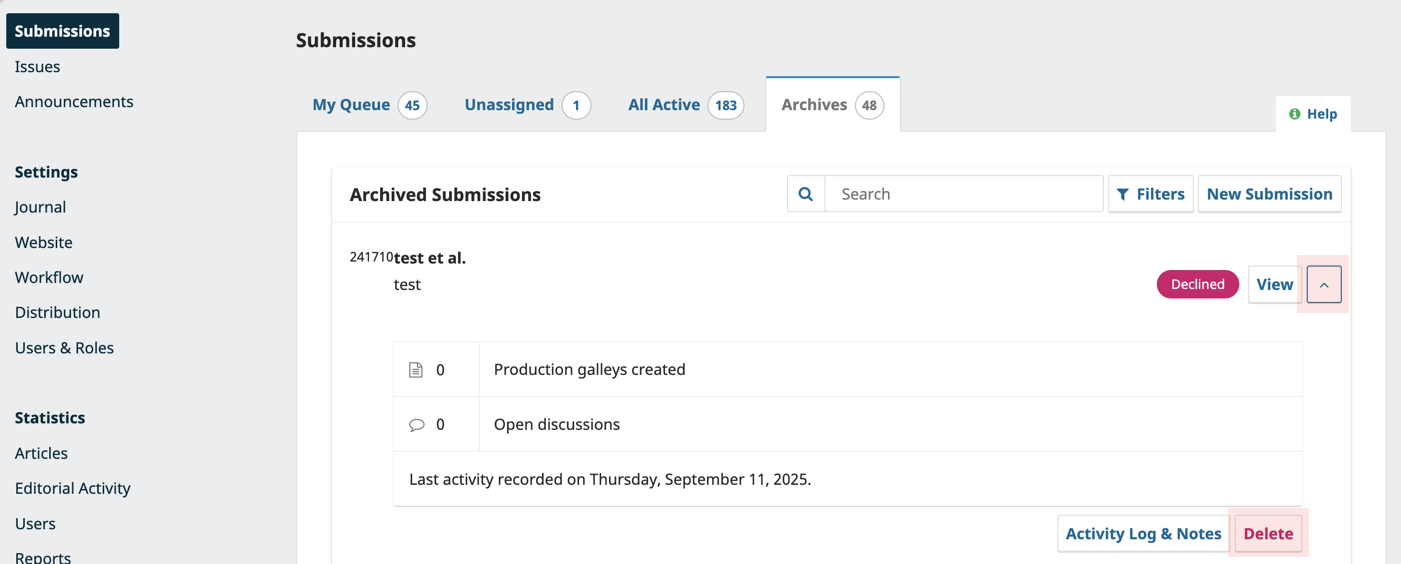 Submissions
Issues
Announcements
Settings
Journal
Website
Workflow
Distribution
Users & Roles
Statistics
Articles
Editorial Activity
Users
Reports
Submissions
My Queue 45
Unassigned 1
All Active 183
Archives 48
Help
Archived Submissions
Search
Filters
New Submission
241710 test et al.
test
Declined
View
0 Production galleys created
0 Open discussions
Last activity recorded on Thursday, September 11, 2025.
Activity Log & Notes
Delete